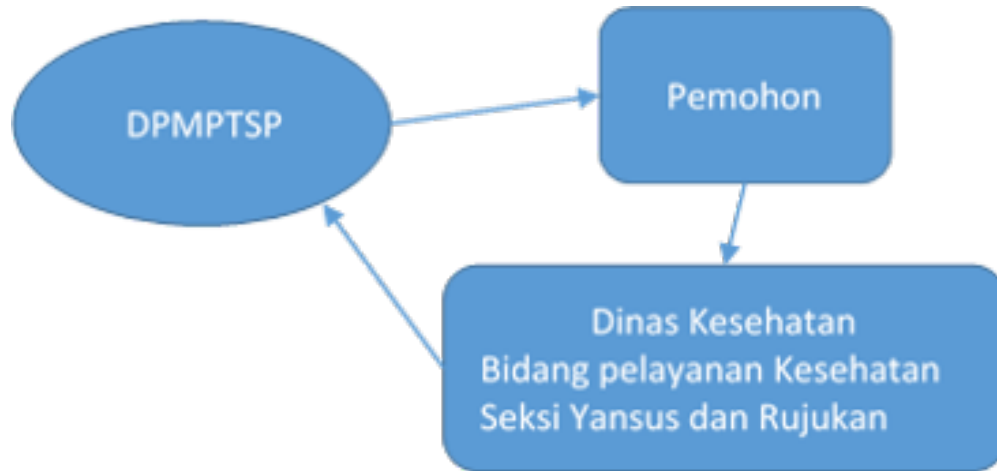 DPMPTSP
Pemohon
Dinas Kesehatan
Bidang pelayanan Kesehatan
Seksi Yansus dan Rujukan